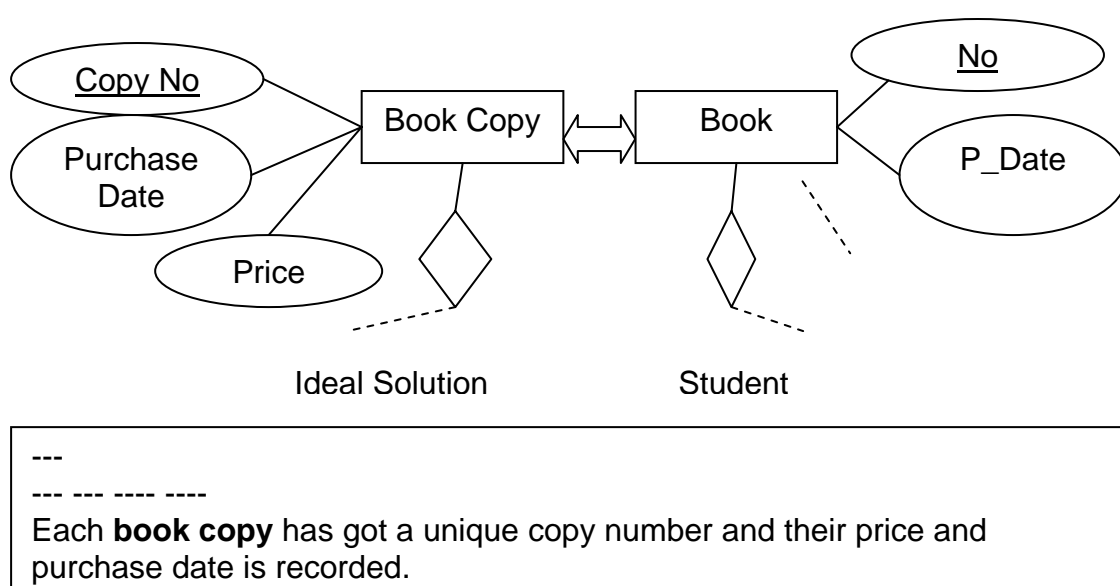 Copy No
Purchase
Date
Price
Book Copy
Book
No
P_Date
Ideal Solution
Student
---
--- --- ---- ----
Each book copy has got a unique copy number and their price and
purchase date is recorded.